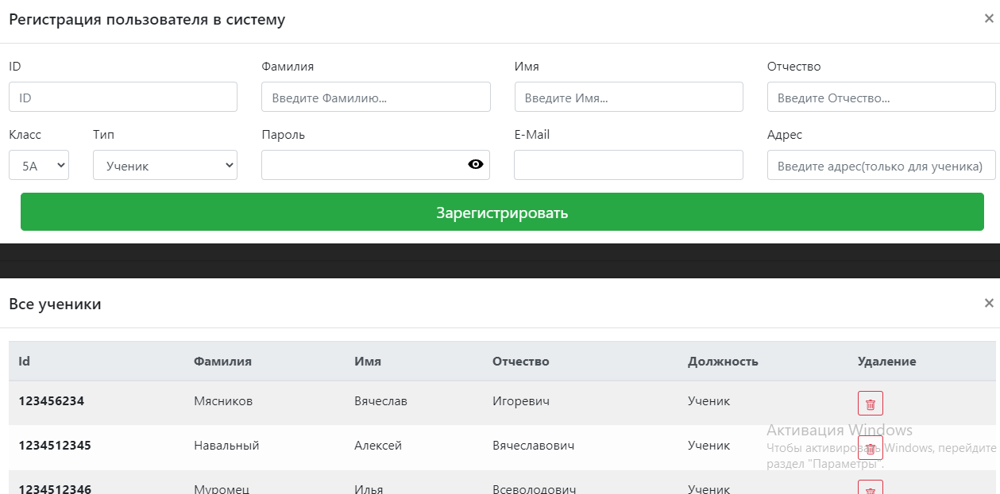 Регистрация пользователя в систему ×
ID Фамилия Имя Отчество
ID Введите Фамилию... Введите Имя... Введите Отчество...
Класс Тип Пароль E-Mail Адрес
5А Ученик Введите адрес(только для ученика)
Зарегистрировать
Все ученики ×
Id Фамилия Имя Отчество Должность Удаление
123456234 Мясников Вячеслав Игоревич Ученик
Активация Windows
1234512345 Навальный Алексей Вячеславович Ученик
Чтобы активировать Windows, перейдите
раздел "Параметры".
1234512346 Муромец Илья Всеволодович Ученик